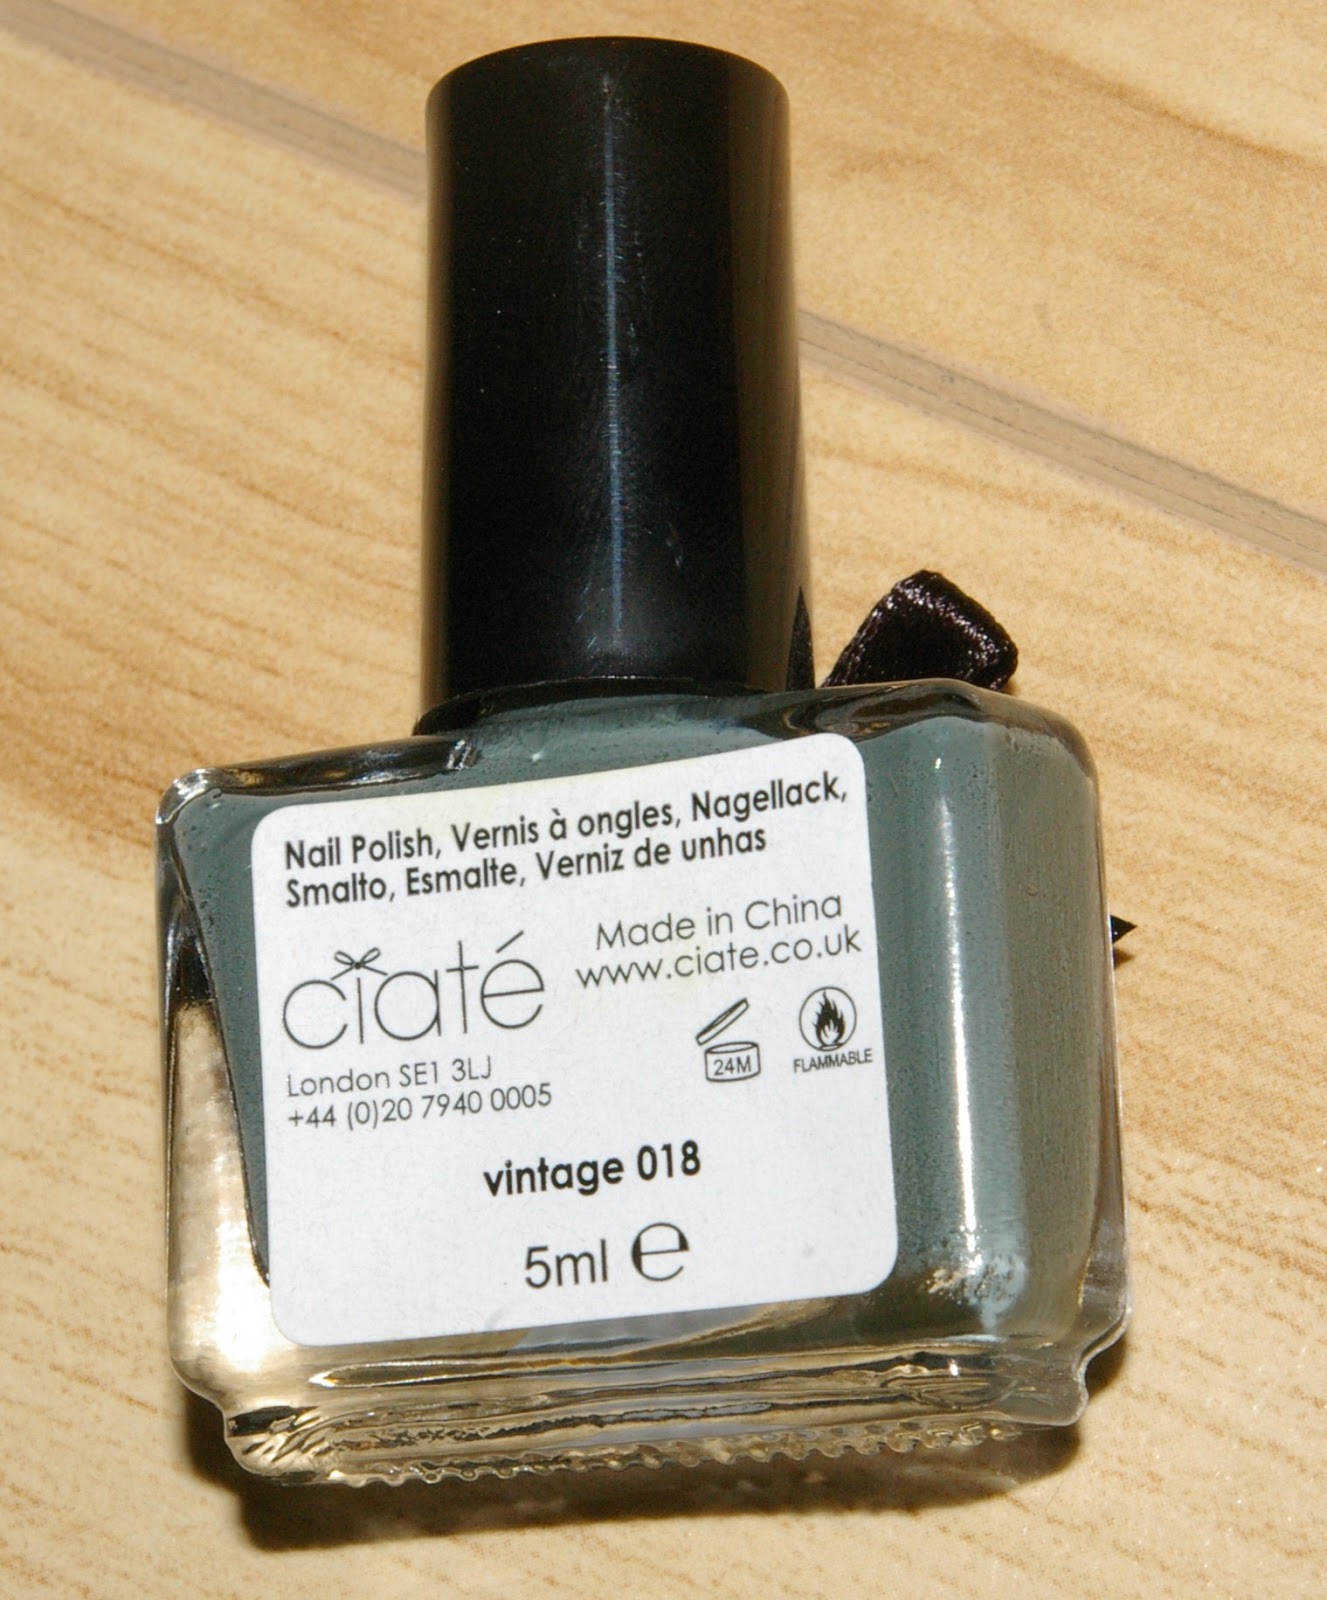 Nail Polish, Vernis à ongles, Nagellack,
Smalto, Esmalte, Verniz de unhas
Made in China
www.ciate.co.uk
ciaté
London SE1 3LJ
+44 (0)20 7940 0005
24M
FLAMMABLE
vintage 018
5ml ℮